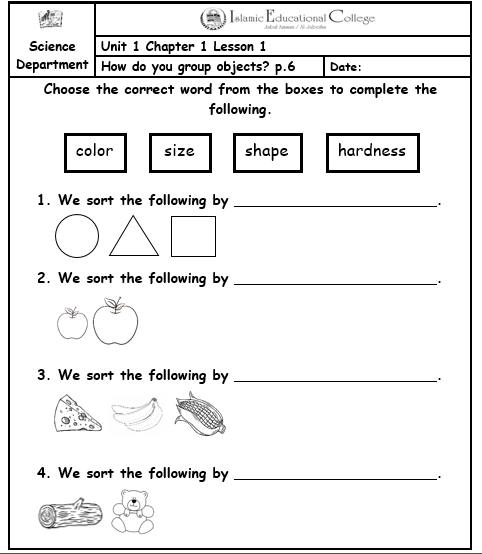 Islamic Educational College
Jabal Amman / Al-Jubeiha
Science
Department
Unit 1 Chapter 1 Lesson 1
How do you group objects? p.6
Date:
Choose the correct word from the boxes to complete the
following.
color size shape hardness
1. We sort the following by ______________________.
2. We sort the following by ______________________.
3. We sort the following by ______________________.
4. We sort the following by ______________________.